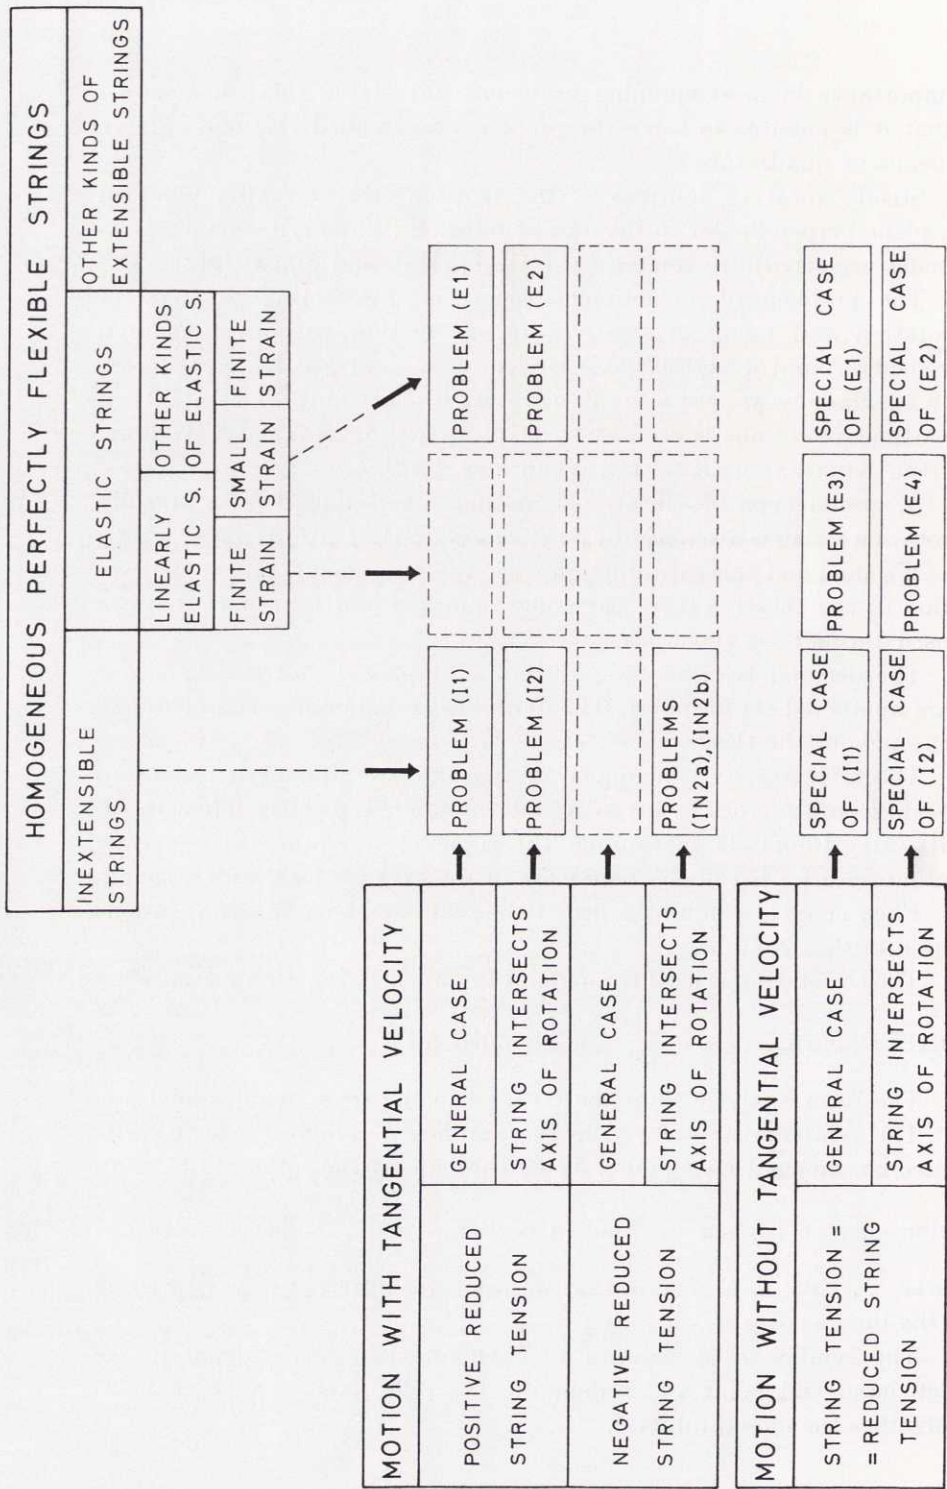 HOMOGENEOUS PERFECTLY FLEXIBLE STRINGS
INEXTENSIBLE
STRINGS
EASTIC STRINGS
OTHER KINDS OF
EXTENSIBLE STRINGS
LINEARLY
ELASTIC S.
OTHER KINDS
OF ELASTIC S.
FINITE
STRAIN
SMALL FINITE
STRAIN STRAIN
MOTION WITH TANGENTIAL VELOCITY
POSITIVE REDUCED
STRING TENSION
GENERAL CASE
PROBLEM (I1)
PROBLEM (E1)
STRING INTERSECTS
AXIS OF ROTATION
PROBLEM (I2)
PROBLEM (E2)
NEGATIVE REDUCED
STRING TENSION
GENERAL CASE
STRING INTERSECTS
AXIS OF ROTATION
PROBLEMS
(IN2a),(IN2b)
MOTION WITHOUT TANGENTIAL VELOCITY
STRING TENSION =
= REDUCED STRING
TENSION
GENERAL CASE
SPECIAL CASE
OF (I1)
PROBLEM(E3)
SPECIAL CASE
OF (E1)
STRING INTERSECTS
AXIS OF ROTATION
SPECIAL CASE
OF (I2)
PROBLEM(E4)
SPECIAL CASE
OF (E2)